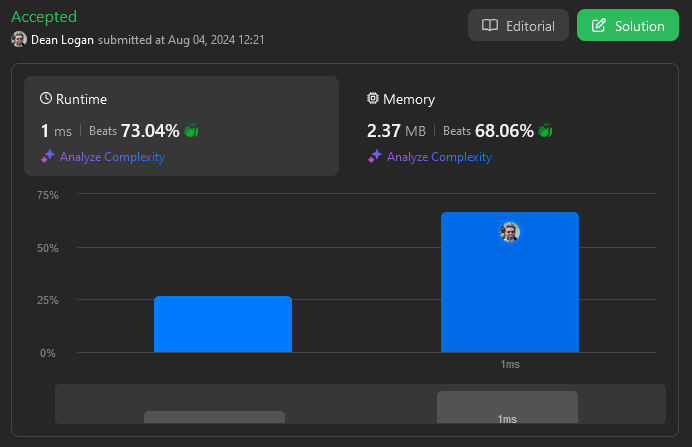 Accepted
Editorial
Solution
Dean Logan submitted at Aug 04, 2024 12:21
Runtime
1 ms | Beats 73.04%
Analyze Complexity
Memory
2.37 MB | Beats 68.06%
Analyze Complexity
75%
50%
25%
0%
1ms
1ms